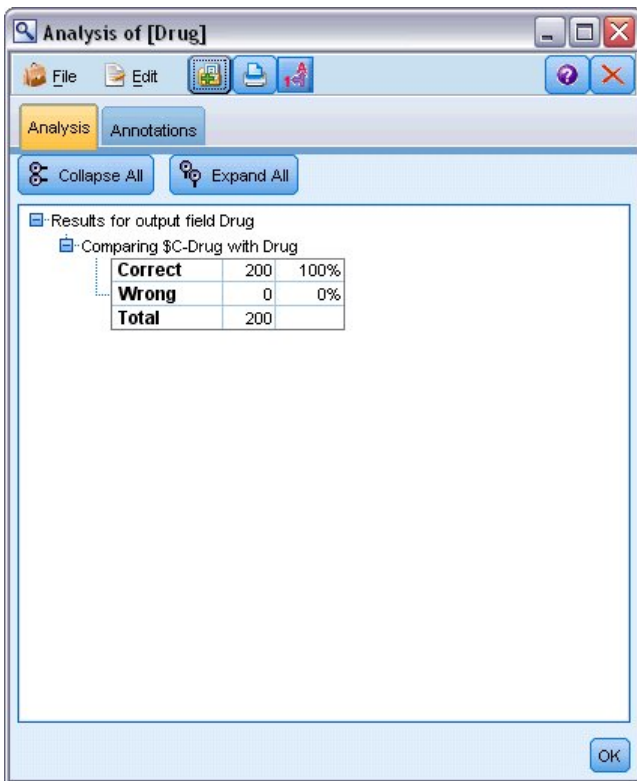 Analysis of [Drug]
File Edit
Analysis Annotations
Collapse All Expand All
Results for output field Drug
Comparing $C-Drug with Drug
Correct 200 100%
Wrong 0 0%
Total 200
OK